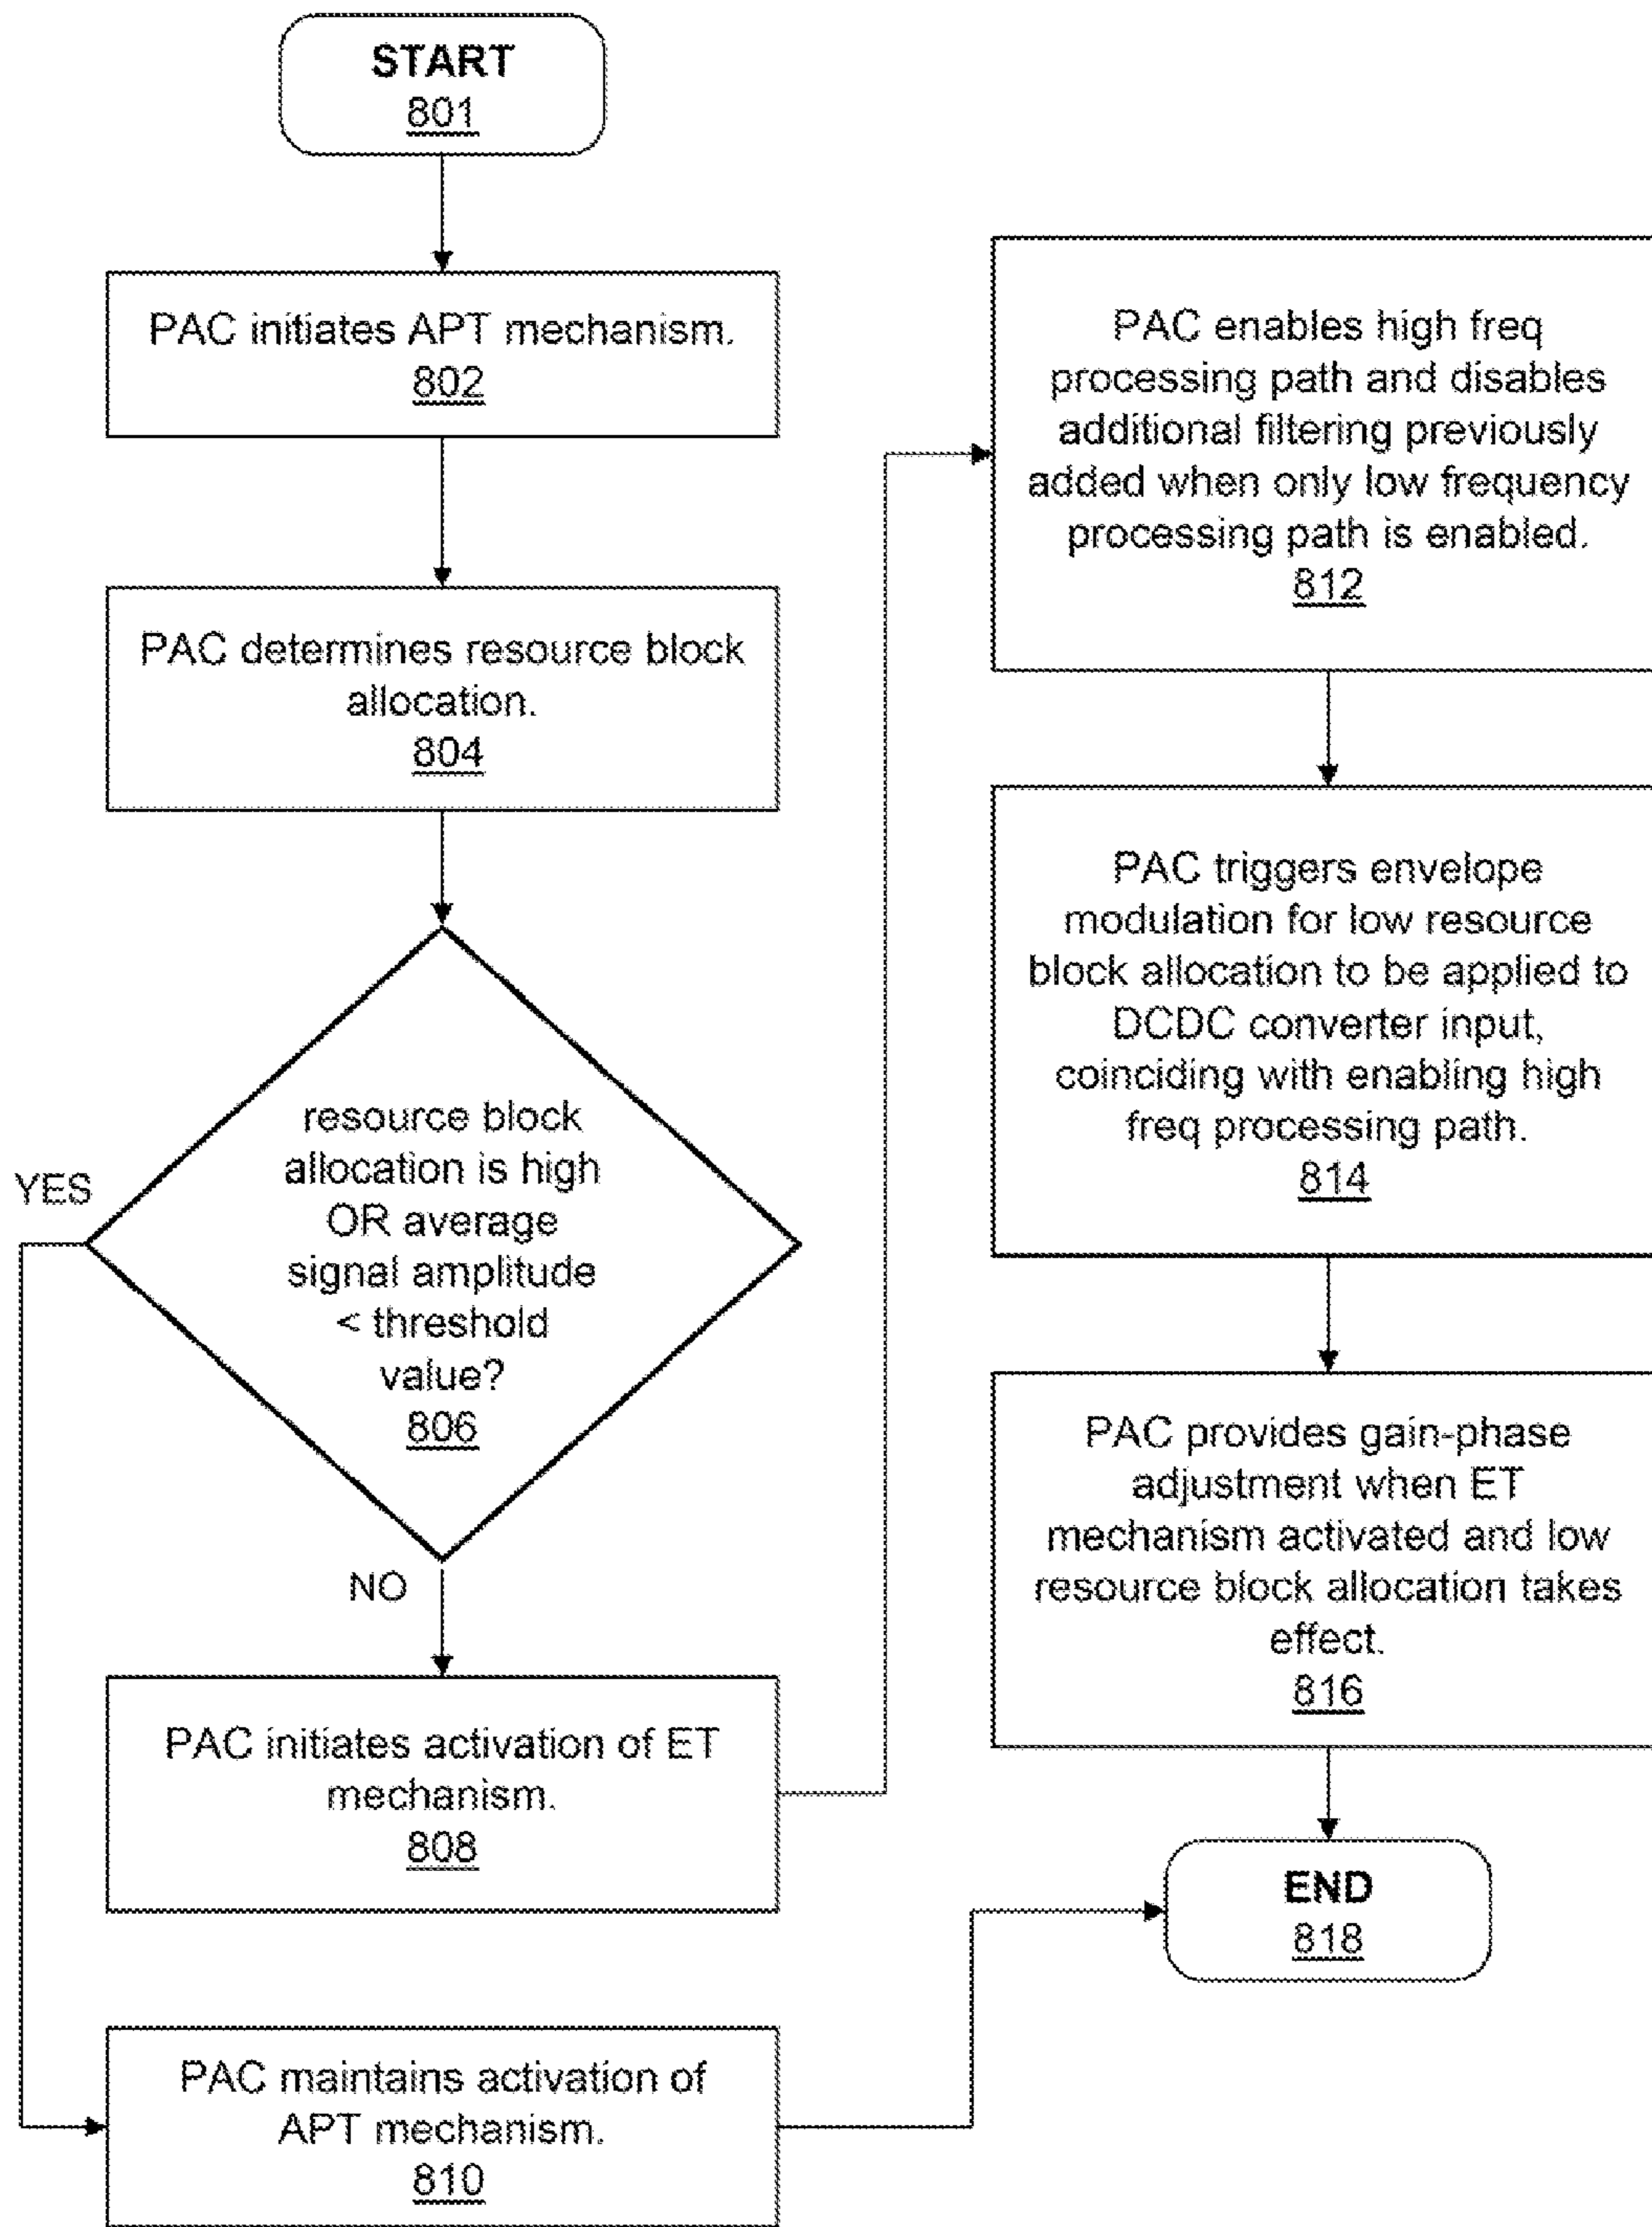 START
801
PAC initiates APT mechanism.
802
PAC determines resource block
allocation.
804
resource block
allocation is high
OR average
signal amplitude
< threshold
value?
806
YES
NO
PAC initiates activation of ET
mechanism.
808
PAC maintains activation of
APT mechanism.
810
PAC enables high freq
processing path and disables
additional filtering previously
added when only low frequency
processing path is enabled.
812
PAC triggers envelope
modulation for low resource
block allocation to be applied to
DCDC converter input,
coinciding with enabling high
freq processing path.
814
PAC provides gain-phase
adjustment when ET
mechanism activated and low
resource block allocation takes
effect.
816
END
818